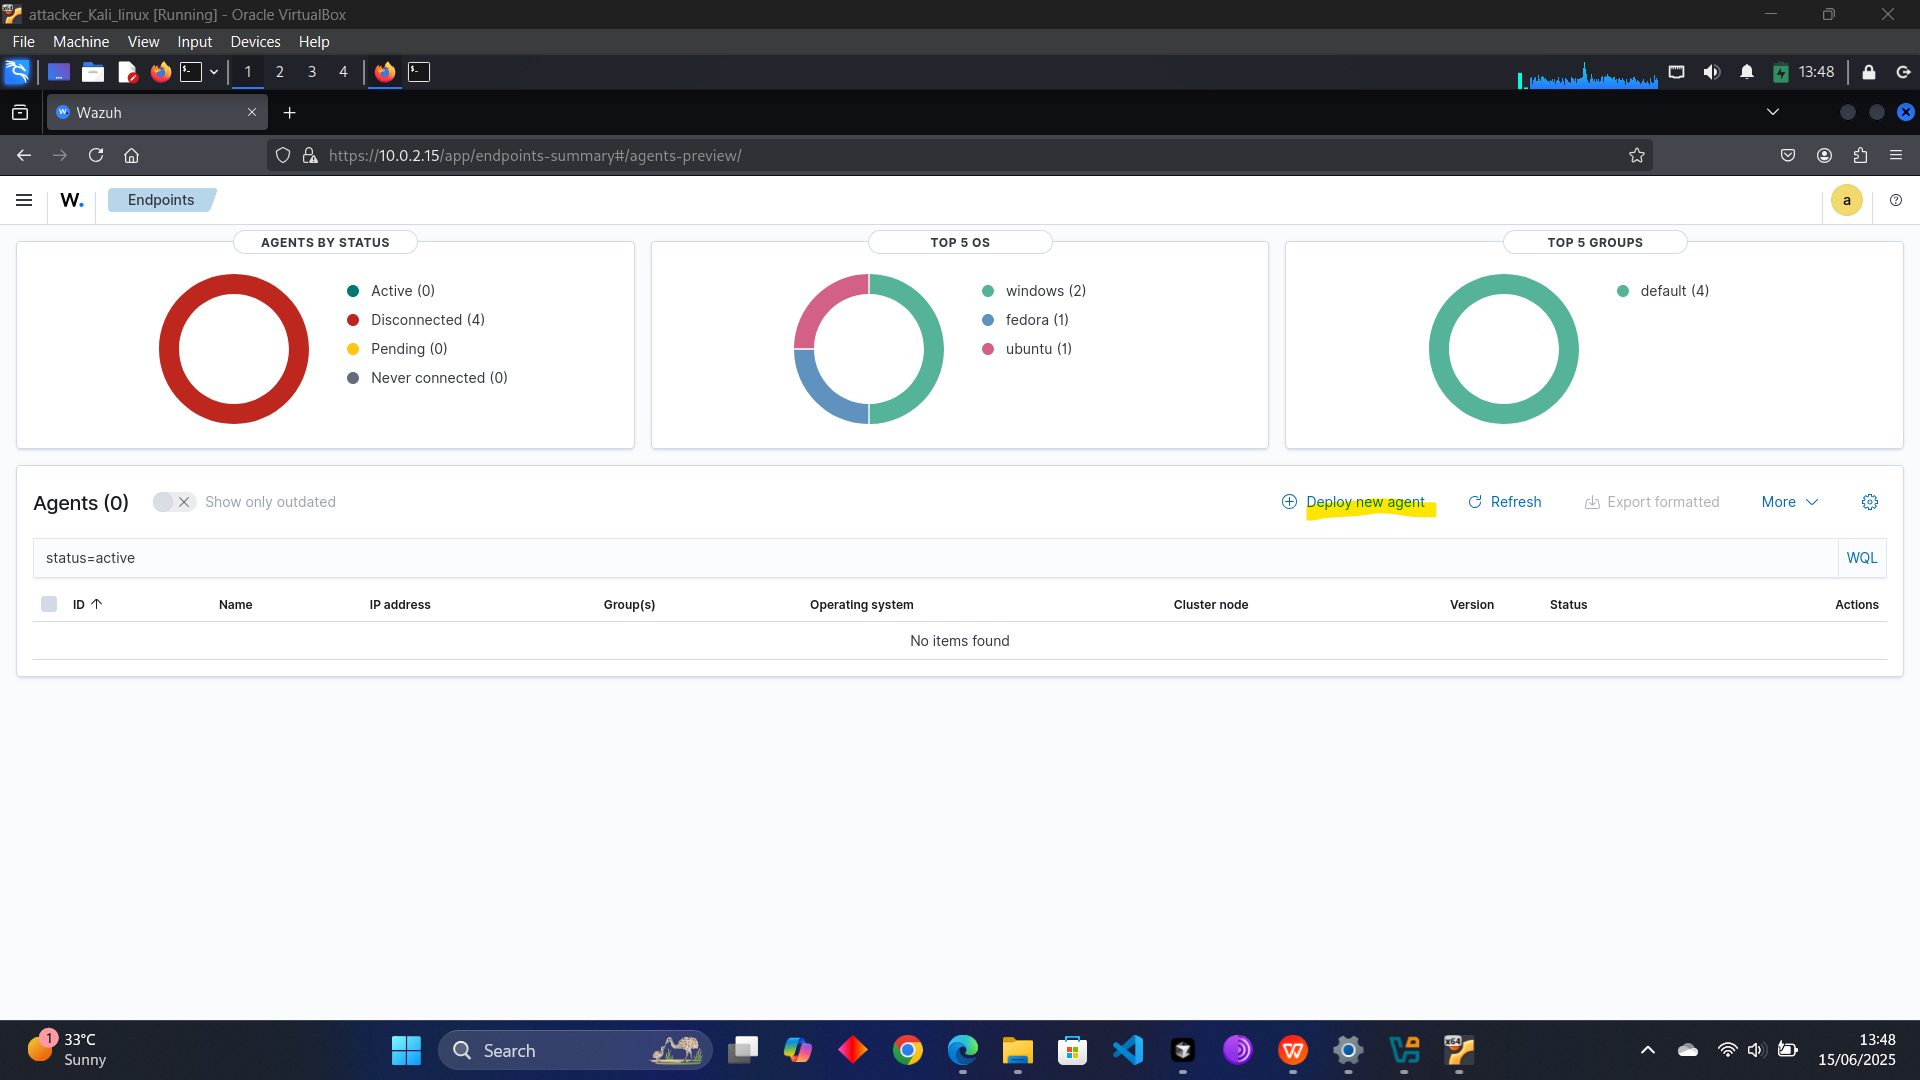 attacker_Kali_linux [Running] - Oracle VirtualBox
File Machine View Input Devices Help
1 2 3 4
13:48
Wazuh
https://10.0.2.15/app/endpoints-summary#/agents-preview/
W. Endpoints
a
AGENTS BY STATUS
Active (0)
Disconnected (4)
Pending (0)
Never connected (0)
TOP 5 OS
windows (2)
fedora (1)
ubuntu (1)
TOP 5 GROUPS
default (4)
Agents (0) Show only outdated Deploy new agent Refresh Export formatted More
status=active WQL
ID Name IP address Group(s) Operating system Cluster node Version Status Actions
No items found
1
33°C
Sunny
Search
13:48
15/06/2025